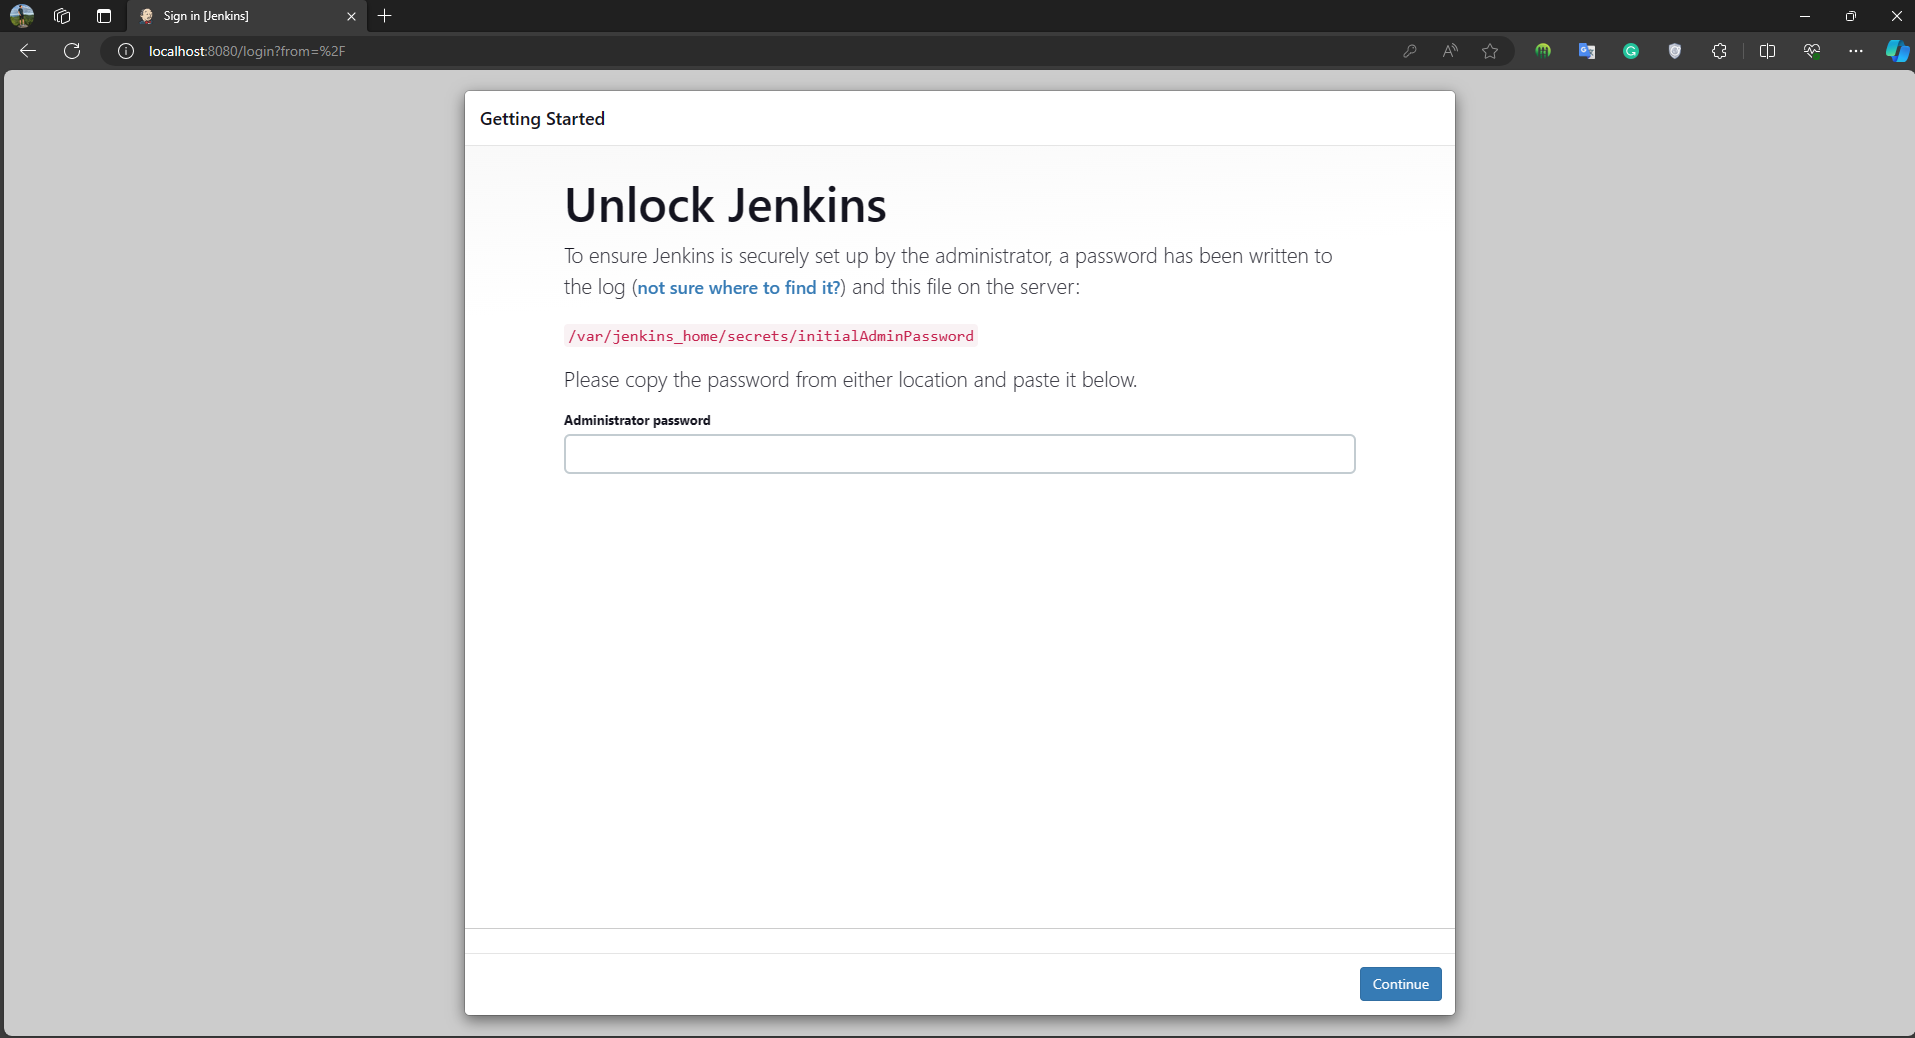 Sign in [Jenkins]
localhost:8080/login?from=%2F
Getting Started
Unlock Jenkins
To ensure Jenkins is securely set up by the administrator, a password has been written to
the log (not sure where to find it?) and this file on the server:
/var/jenkins_home/secrets/initialAdminPassword
Please copy the password from either location and paste it below.
Administrator password
Continue